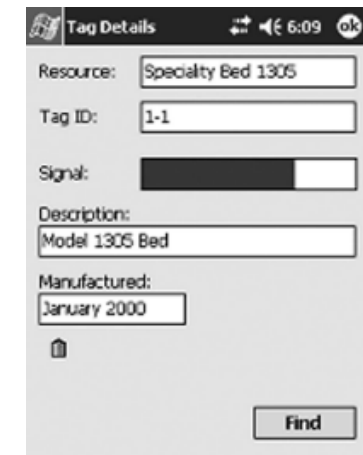 Tag Details 6:09 ok
Resource: Speciality Bed 1305
Tag ID: 1-1
Signal:
Description:
Model 1305 Bed
Manufactured:
January 2000
Find